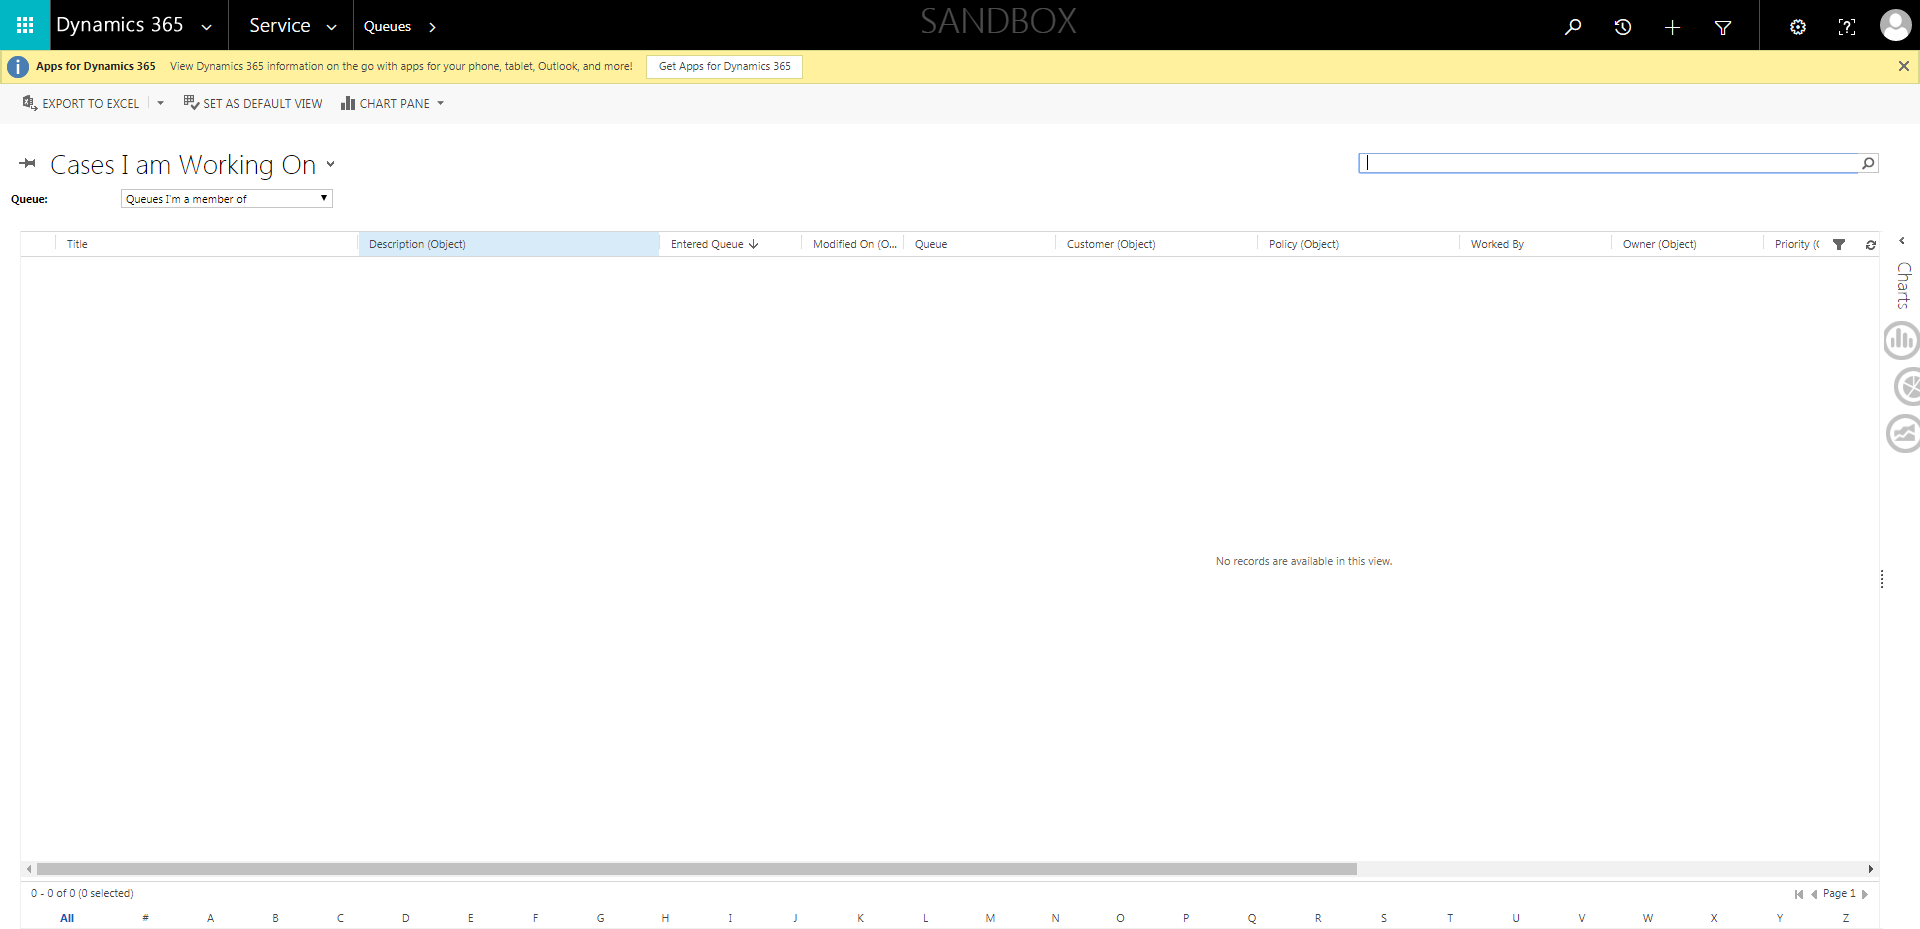 Dynamics 365 Service Queues SANDBOX
Apps for Dynamics 365 View Dynamics 365 information on the go with apps for your phone, tablet, Outlook, and more! Get Apps for Dynamics 365
EXPORT TO EXCEL SET AS DEFAULT VIEW CHART PANE
Cases I am Working On
Queue: Queues I'm a member of
Title Description (Object) Entered Queue Modified On (O... Queue Customer (Object) Policy (Object) Worked By Owner (Object) Priority (
Charts
No records are available in this view.
0 - 0 of 0 (0 selected) Page 1
All # A B C D E F G H I J K L M N O P Q R S T U V W X Y Z